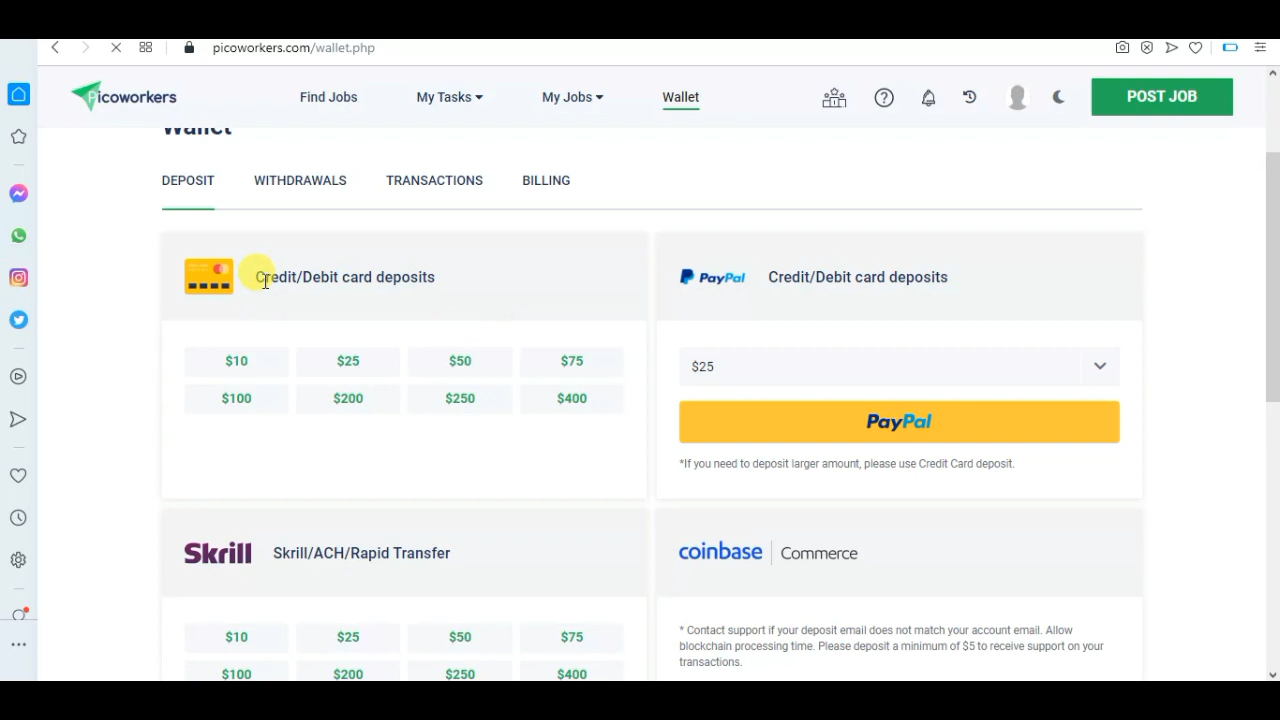 picoworkers.com/wallet.php
Picoworkers
Find Jobs
My Tasks
My Jobs
Wallet
POST JOB
Wallet
DEPOSIT
WITHDRAWALS
TRANSACTIONS
BILLING
Credit/Debit card deposits
$10 $25 $50 $75
$100 $200 $250 $400
PayPal Credit/Debit card deposits
$25
PayPal
*If you need to deposit larger amount, please use Credit Card deposit.
Skrill Skrill/ACH/Rapid Transfer
$10 $25 $50 $75
$100 $200 $250 $400
coinbase Commerce
* Contact support if your deposit email does not match your account email. Allow
blockchain processing time. Please deposit a minimum of $5 to receive support on your
transactions.